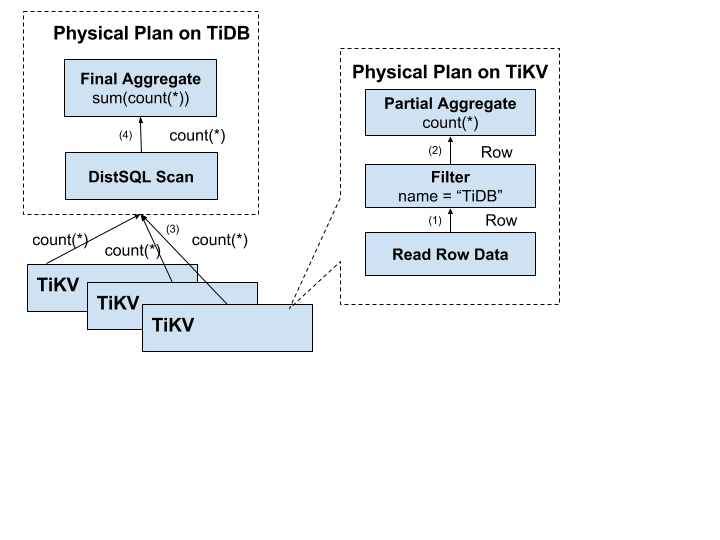 Physical Plan on TiDB
Final Aggregate
sum(count(*))
(4)
count(*)
DistSQL Scan
(3)
count(*)
count(*)
count(*)
TiKV
TiKV
TiKV
Physical Plan on TiKV
Partial Aggregate
count(*)
(2)
Row
Filter
name = “TiDB”
(1)
Row
Read Row Data